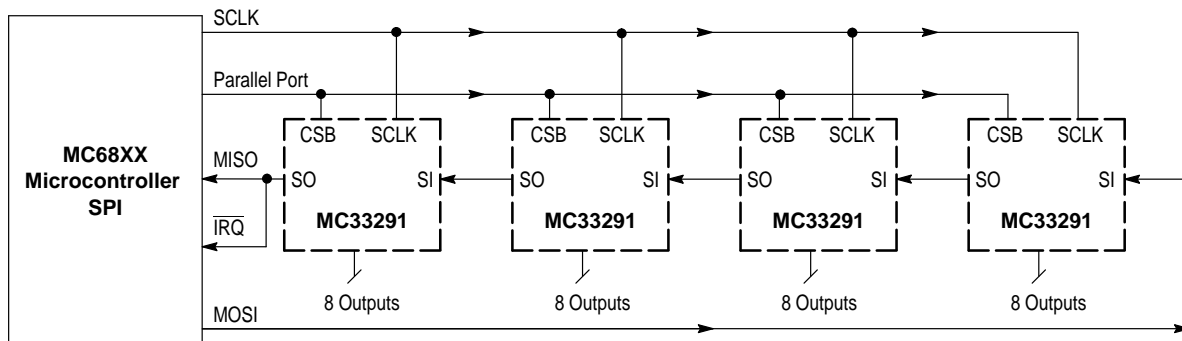 SCLK
Parallel Port
CSB SCLK CSB SCLK CSB SCLK CSB SCLK
MC68XX
Microcontroller
SPI
MISO SO SI SO SI SO SI SO SI
IRQ MC33291 MC33291 MC33291 MC33291
8 Outputs 8 Outputs 8 Outputs 8 Outputs
MOSI